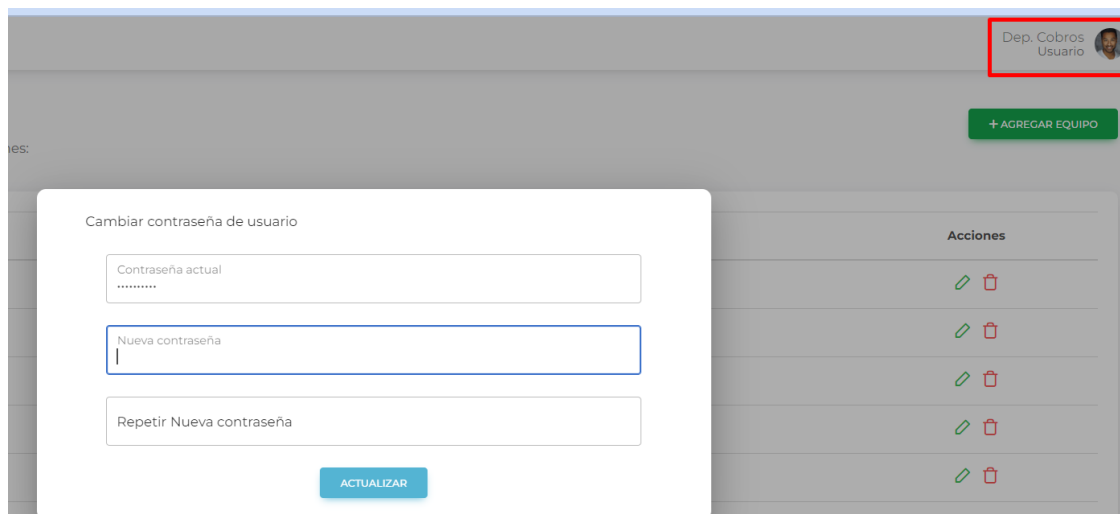 Dep. Cobros
Usuario
+ AGREGAR EQUIPO
nes:
Cambiar contraseña de usuario
Acciones
Contraseña actual
··········
Nueva contraseña
Repetir Nueva contraseña
ACTUALIZAR